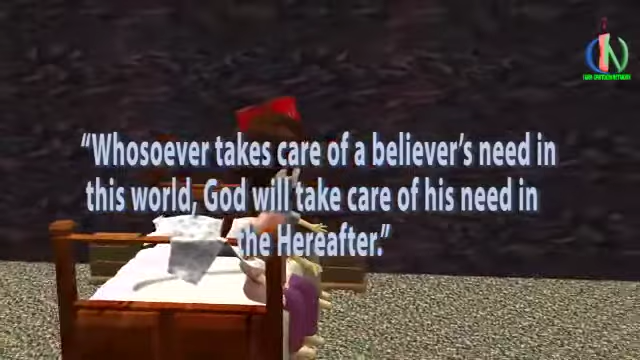 “Whosoever takes care of a believer’s need in
this world, God will take care of his need in
the Hereafter.”